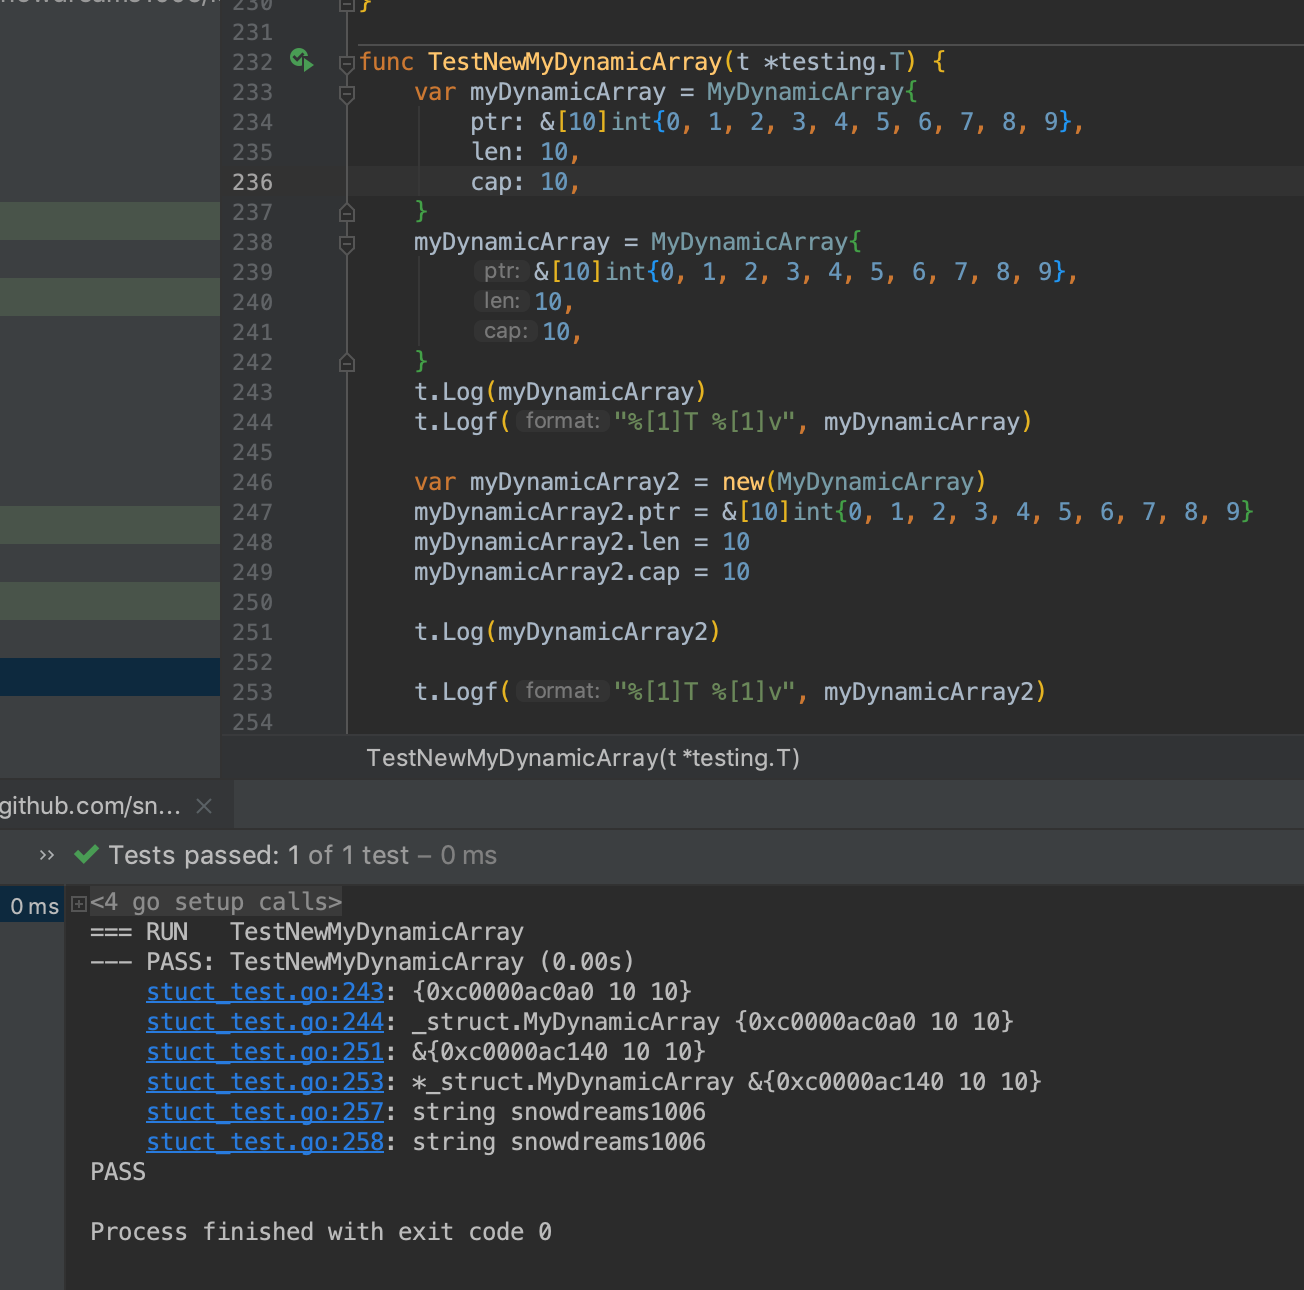 230 }
231
232 func TestNewMyDynamicArray(t *testing.T) {
233 var myDynamicArray = MyDynamicArray{
234 ptr: &[10]int{0, 1, 2, 3, 4, 5, 6, 7, 8, 9},
235 len: 10,
236 cap: 10,
237 }
238 myDynamicArray = MyDynamicArray{
239 ptr: &[10]int{0, 1, 2, 3, 4, 5, 6, 7, 8, 9},
240 len: 10,
241 cap: 10,
242 }
243 t.Log(myDynamicArray)
244 t.Logf( format: "%[1]T %[1]v", myDynamicArray)
245
246 var myDynamicArray2 = new(MyDynamicArray)
247 myDynamicArray2.ptr = &[10]int{0, 1, 2, 3, 4, 5, 6, 7, 8, 9}
248 myDynamicArray2.len = 10
249 myDynamicArray2.cap = 10
250
251 t.Log(myDynamicArray2)
252
253 t.Logf( format: "%[1]T %[1]v", myDynamicArray2)
254
TestNewMyDynamicArray(t *testing.T)
github.com/sn... ×
›› Tests passed: 1 of 1 test – 0 ms
0 ms <4 go setup calls>
=== RUN TestNewMyDynamicArray
--- PASS: TestNewMyDynamicArray (0.00s)
stuct_test.go:243: {0xc0000ac0a0 10 10}
stuct_test.go:244: _struct.MyDynamicArray {0xc0000ac0a0 10 10}
stuct_test.go:251: &{0xc0000ac140 10 10}
stuct_test.go:253: *_struct.MyDynamicArray &{0xc0000ac140 10 10}
stuct_test.go:257: string snowdreams1006
stuct_test.go:258: string snowdreams1006
PASS
Process finished with exit code 0